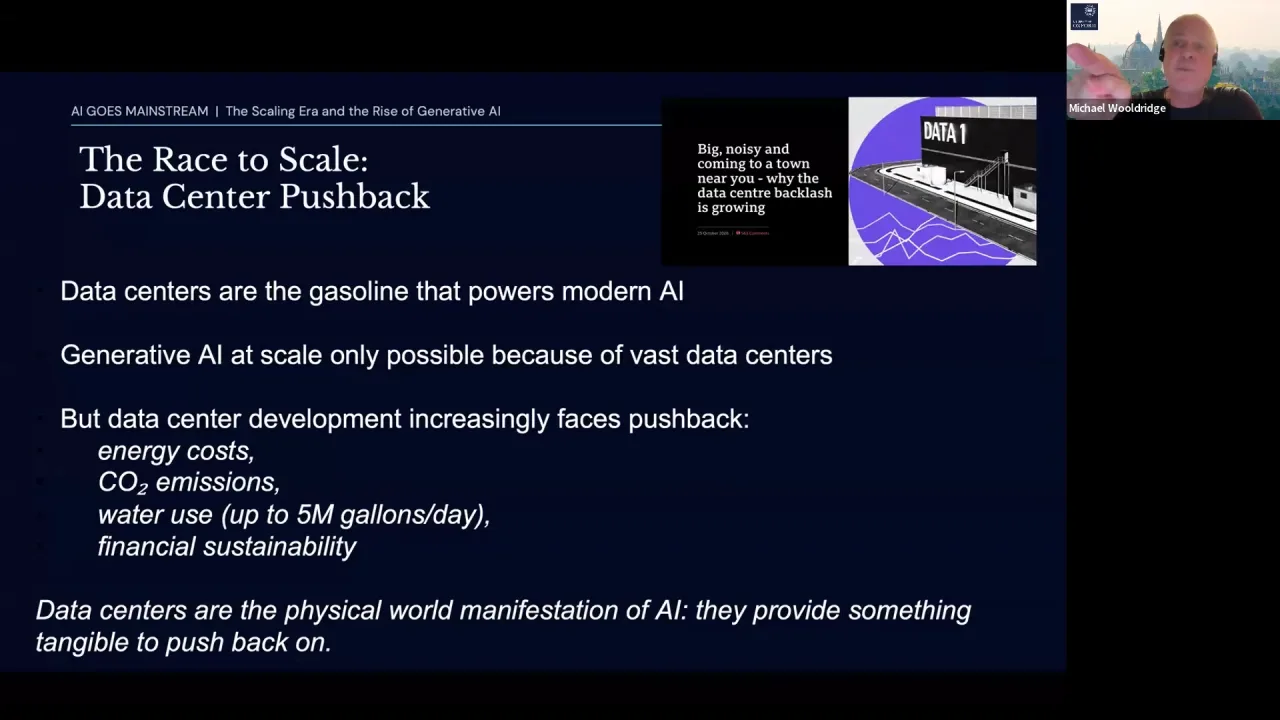 AI GOES MAINSTREAM | The Scaling Era and the Rise of Generative AI
The Race to Scale:
Data Center Pushback
Big, noisy and
coming to a town
near you - why the
data centre backlash
is growing
DATA 1
Michael Wooldridge
Data centers are the gasoline that powers modern AI
Generative AI at scale only possible because of vast data centers
But data center development increasingly faces pushback:
energy costs,
CO₂ emissions,
water use (up to 5M gallons/day),
financial sustainability
Data centers are the physical world manifestation of AI: they provide something
tangible to push back on.